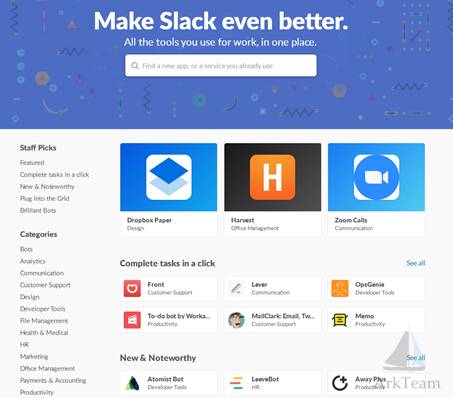 Make Slack even better.
All the tools you use for work, in one place.
Find a new app, or a service you already use
Staff Picks
Featured
Complete tasks in a click
New & Noteworthy
Plug into the Grid
Brilliant Bots
Categories
Bots
Analytics
Communication
Customer Support
Design
Developer Tools
File Management
Health & Medical
HR
Marketing
Office Management
Payments & Accounting
Productivity
Dropbox Paper
Design
H
Harvest
Office Management
Zoom Calls
Communication
Complete tasks in a click
See all
Front
Customer Support
Lever
Communication
OpsGenie
Developer Tools
To-do bot by Worka...
Productivity
MailClark: Email, Tw...
Customer Support
Memo
Productivity
New & Noteworthy
See all
Atomist Bot
Developer Tools
LeeveBot
HR
Away Plus
Productivity
ArkTeam